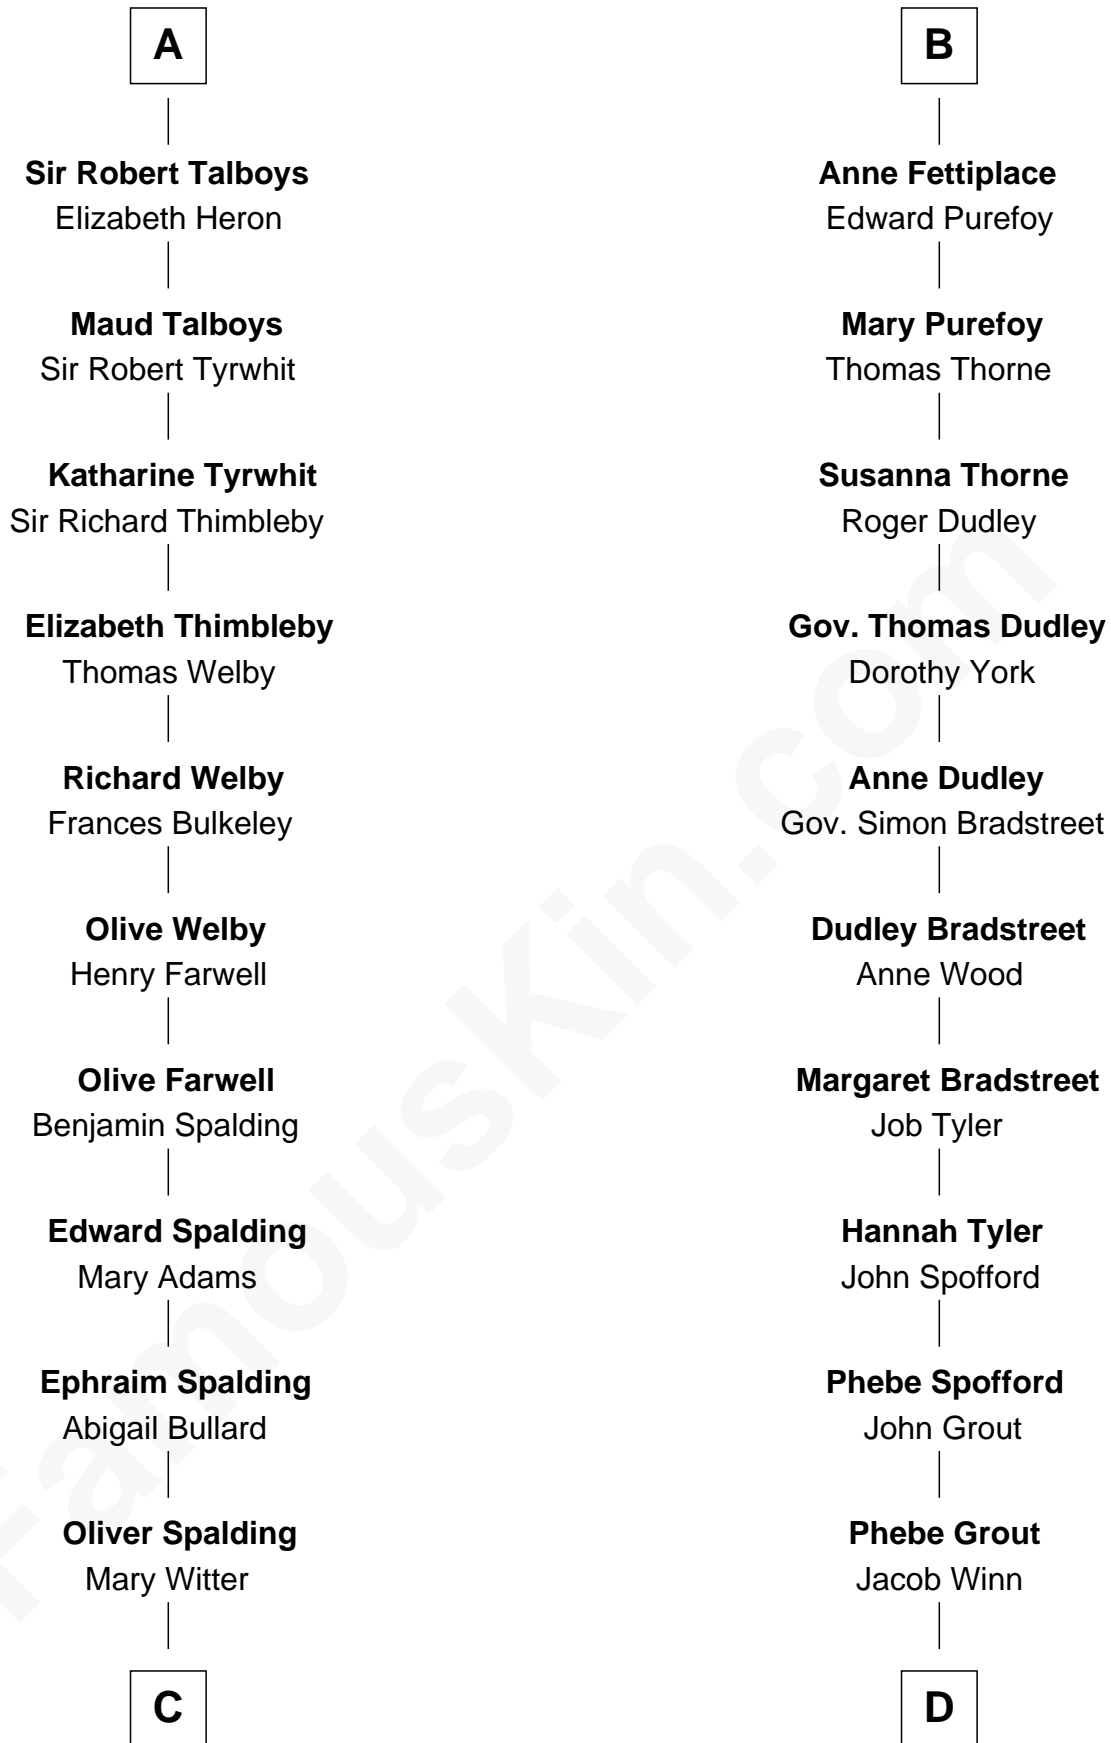 A
Sir Robert Talboys
Elizabeth Heron
Maud Talboys
Sir Robert Tyrwhit
Katharine Tyrwhit
Sir Richard Thimbleby
Elizabeth Thimbleby
Thomas Welby
Richard Welby
Frances Bulkeley
Olive Welby
Henry Farwell
Olive Farwell
Benjamin Spalding
Edward Spalding
Mary Adams
Ephraim Spalding
Abigail Bullard
Oliver Spalding
Mary Witter
C
B
Anne Fettiplace
Edward Purefoy
Mary Purefoy
Thomas Thorne
Susanna Thorne
Roger Dudley
Gov. Thomas Dudley
Dorothy York
Anne Dudley
Gov. Simon Bradstreet
Dudley Bradstreet
Anne Wood
Margaret Bradstreet
Job Tyler
Hannah Tyler
John Spofford
Phebe Spofford
John Grout
Phebe Grout
Jacob Winn
D
FamousKin.com